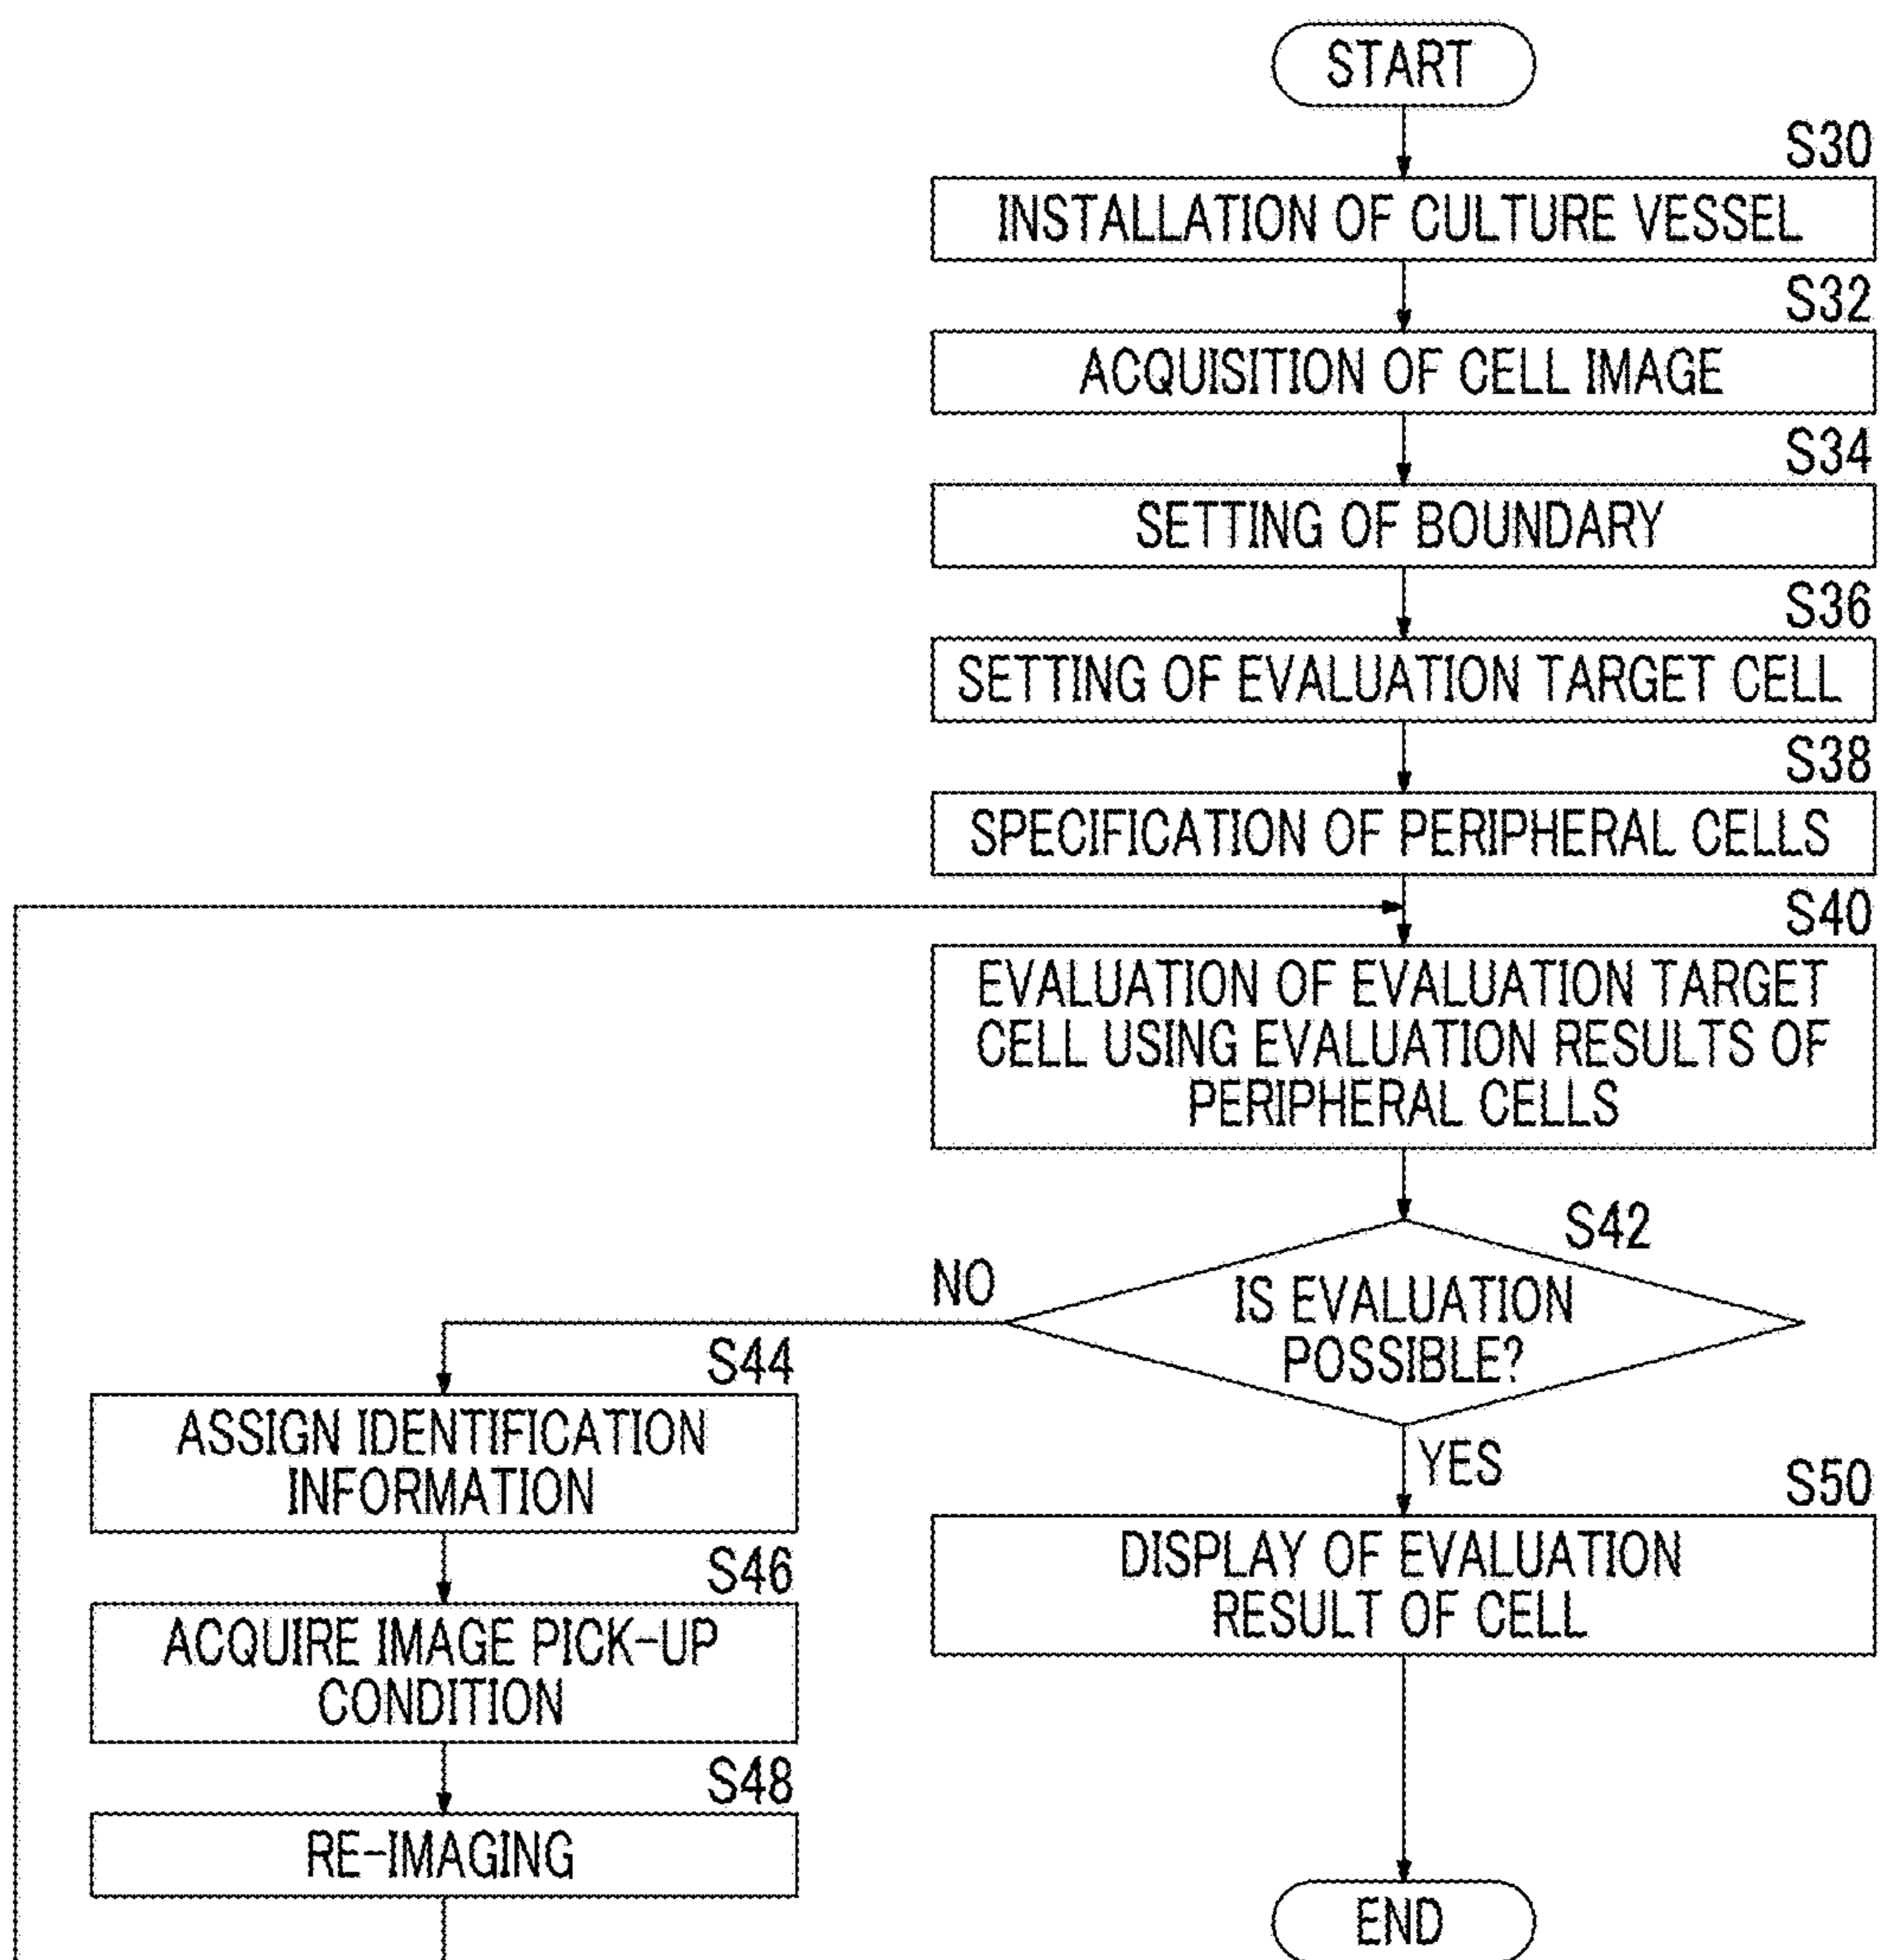 START
S30
INSTALLATION OF CULTURE VESSEL
S32
ACQUISITION OF CELL IMAGE
S34
SETTING OF BOUNDARY
S36
SETTING OF EVALUATION TARGET CELL
S38
SPECIFICATION OF PERIPHERAL CELLS
S40
EVALUATION OF EVALUATION TARGET
CELL USING EVALUATION RESULTS OF
PERIPHERAL CELLS
S42
IS EVALUATION
POSSIBLE?
NO
S44
ASSIGN IDENTIFICATION
INFORMATION
S46
ACQUIRE IMAGE PICK-UP
CONDITION
S48
RE-IMAGING
YES
S50
DISPLAY OF EVALUATION
RESULT OF CELL
END